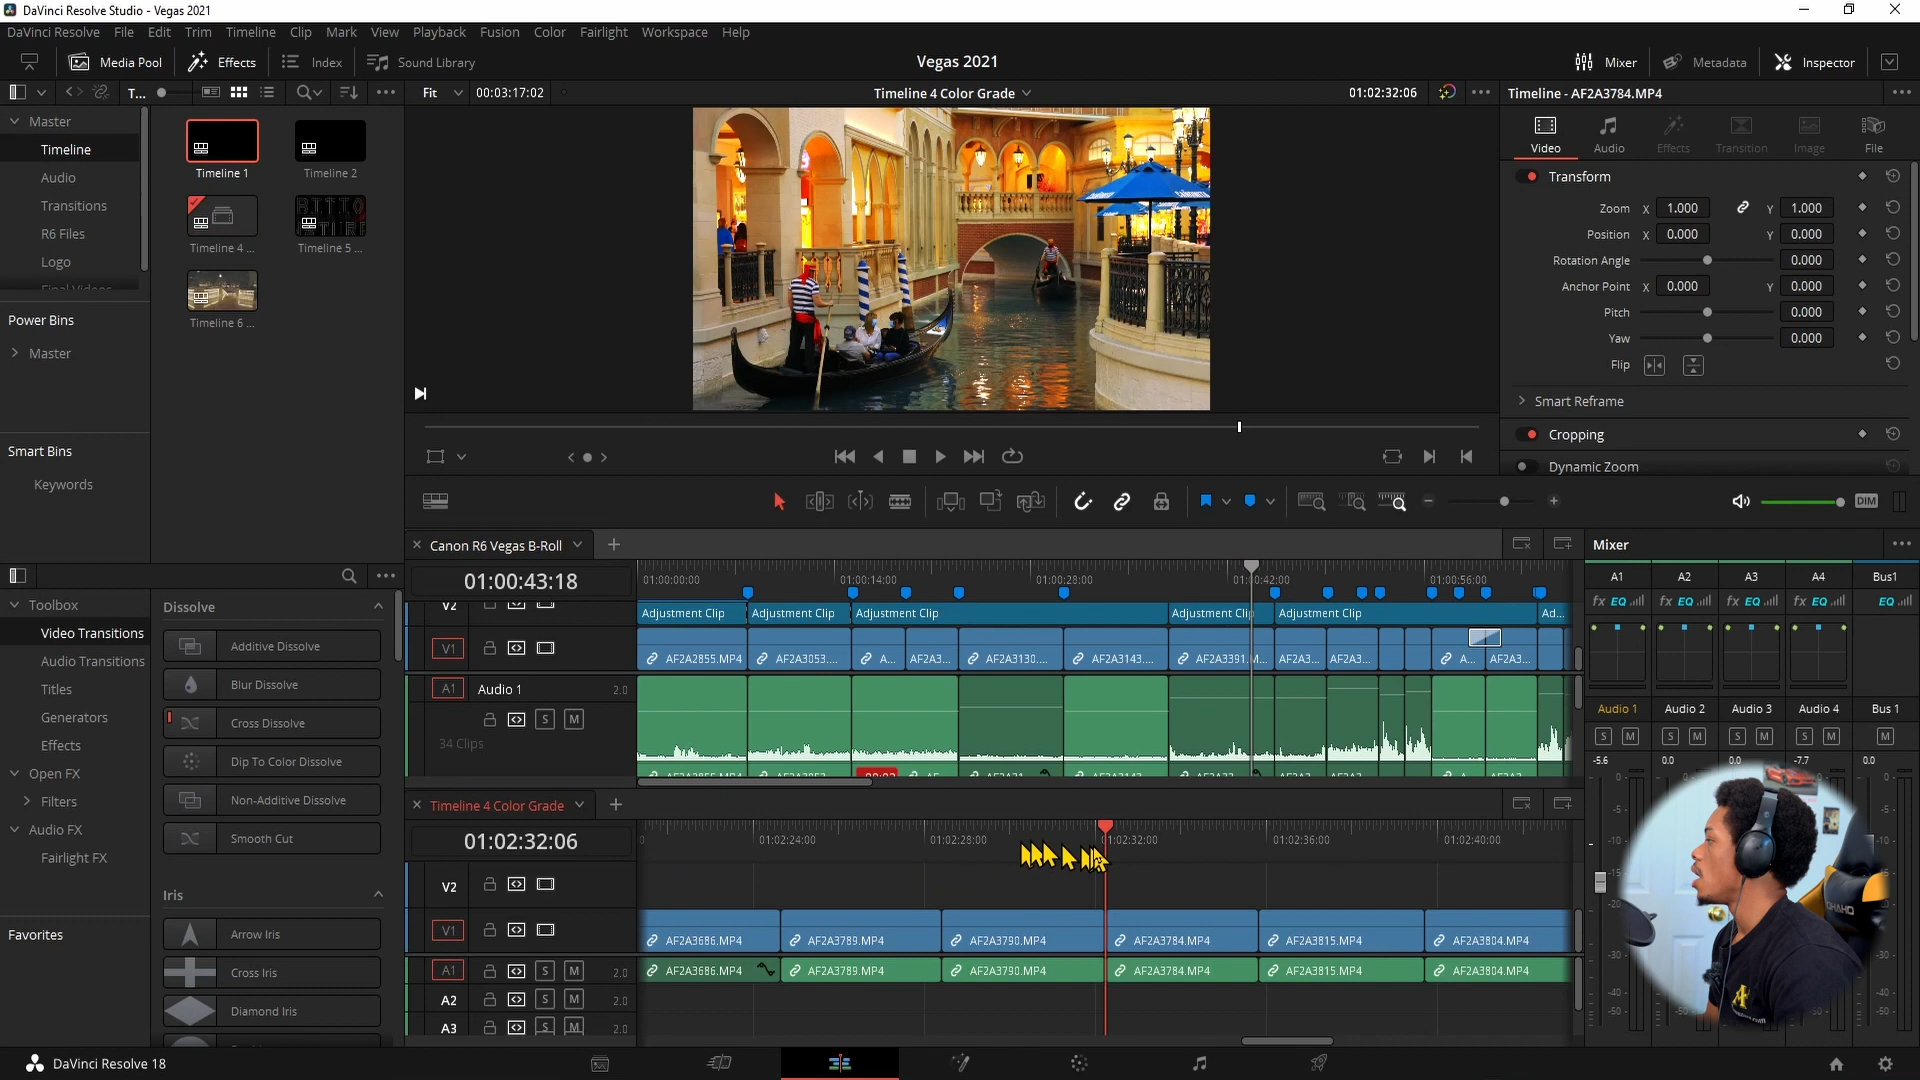 DaVinci Resolve Studio - Vegas 2021
DaVinci Resolve File Edit Trim Timeline Clip Mark View Playback Fusion Color Fairlight Workspace Help
Media Pool Effects Index Sound Library Vegas 2021 Mixer Metadata Inspector
T... Fit 00:03:17:02 Timeline 4 Color Grade 01:02:32:06 Timeline - AF2A3784.MP4
Master
Timeline
Audio
Transitions
R6 Files
Logo
Power Bins
Master
Smart Bins
Keywords
Timeline 1 Timeline 2
Timeline 4 ... Timeline 5 ...
Timeline 6 ...
Video Audio Effects Transition Image File
Transform
Zoom X 1.000 Y 1.000
Position X 0.000 Y 0.000
Rotation Angle 0.000
Anchor Point X 0.000 Y 0.000
Pitch 0.000
Yaw 0.000
Flip
Smart Reframe
Cropping
Dynamic Zoom
DIM
Toolbox
Video Transitions
Audio Transitions
Titles
Generators
Effects
Open FX
Filters
Audio FX
Fairlight FX
Favorites
Dissolve
Additive Dissolve
Blur Dissolve
Cross Dissolve
Dip To Color Dissolve
Non-Additive Dissolve
Smooth Cut
Iris
Arrow Iris
Cross Iris
Diamond Iris
Canon R6 Vegas B-Roll
01:00:43:18 01:00:00:00 01:00:14:00 01:00:28:00 01:00:42:00 01:00:56:00
V2 Adjustment Clip Adjustment Clip Adjustment Clip Adjustment Clip Adjustment Clip Ad...
V1 AF2A2855.MP4 AF2A3053.... A... AF2A3... AF2A3130.... AF2A3143.... AF2A3391.M... AF2A3... AF2A3... A... AF2A3...
A1 Audio 1 2.0
S M
34 Clips
Timeline 4 Color Grade
01:02:32:06 01:02:24:00 01:02:28:00 01:02:32:00 01:02:36:00 01:02:40:00
V2
V1 AF2A3686.MP4 AF2A3789.MP4 AF2A3790.MP4 AF2A3784.MP4 AF2A3815.MP4 AF2A3804.MP4
A1 S M 2.0 AF2A3686.MP4 AF2A3789.MP4 AF2A3790.MP4 AF2A3784.MP4 AF2A3815.MP4 AF2A3804.MP4
A2 S M 2.0
A3 S M 2.0
Mixer
A1 A2 A3 A4 Bus1
fx EQ fx EQ fx EQ fx EQ EQ
Audio 1 Audio 2 Audio 3 Audio 4 Bus 1
S M S M S M S M M
-5.6 0.0 0.0 -7.7 0.0
DaVinci Resolve 18